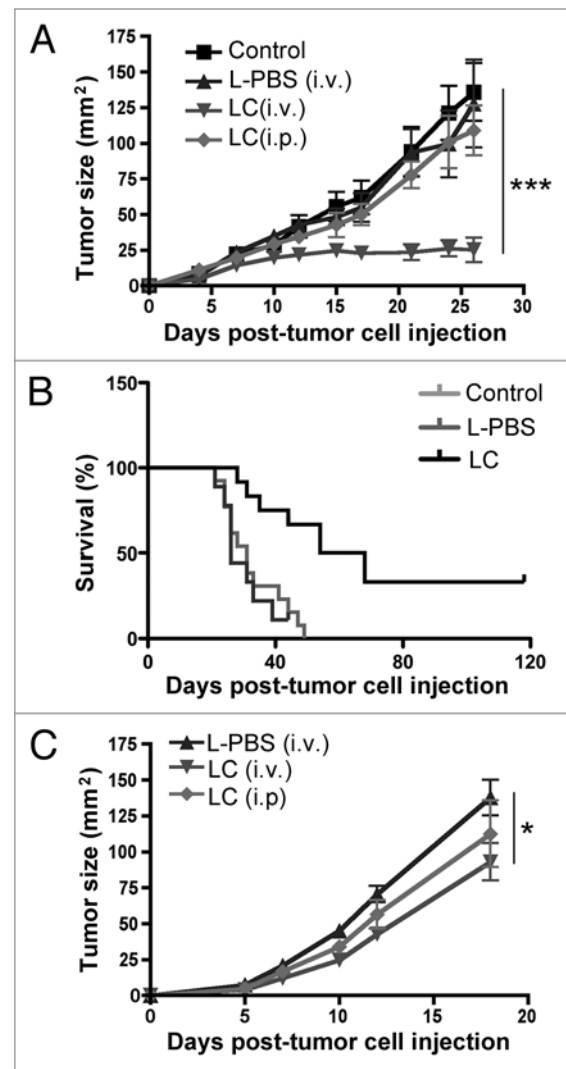 A
Control
L-PBS (i.v.)
LC(i.v.)
LC(i.p.)
Tumor size (mm²)
175
150
125
100
75
50
25
0
***
0 5 10 15 20 25 30
Days post-tumor cell injection
B
Control
L-PBS
LC
Survival (%)
150
100
50
0
0 40 80 120
Days post-tumor cell injection
C
L-PBS (i.v.)
LC (i.v.)
LC (i.p)
Tumor size (mm²)
175
150
125
100
75
50
25
0
*
0 5 10 15 20
Days post-tumor cell injection